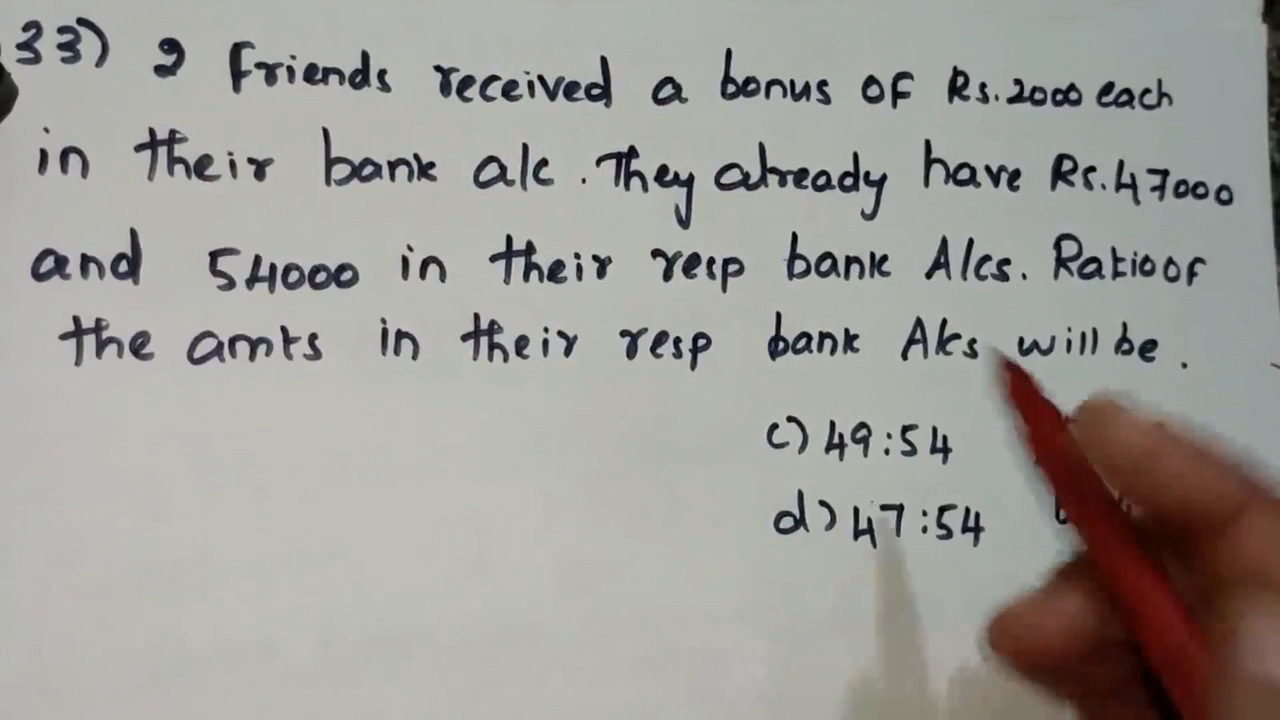 33) 2 Friends received a bonus of Rs.2000 each
in their bank a/c. They already have Rs.47000
and 54000 in their resp bank A/cs. Ratio of
the amts in their resp bank A/cs will be.
c) 49:54
d) 47:54